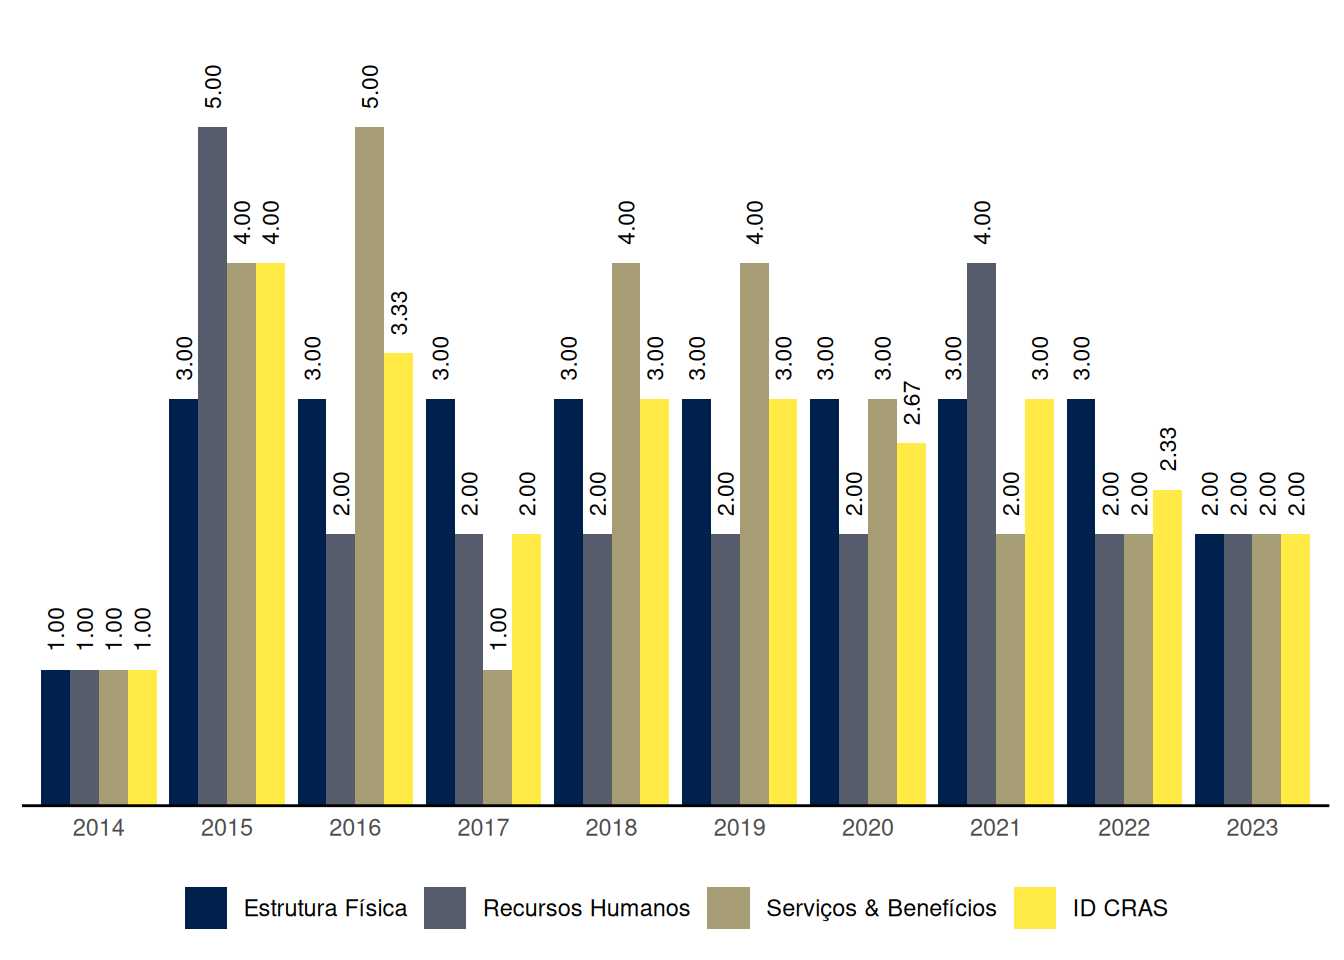 5.00 5.00
4.00 4.00 4.00 4.00 4.00
3.33
3.00 3.00 3.00 3.00 3.00 3.00 3.00 3.00 3.00 3.00 3.00 3.00
2.67
2.33
2.00 2.00 2.00 2.00 2.00 2.00 2.00 2.00 2.00 2.00 2.00 2.00 2.00
1.00 1.00 1.00 1.00 1.00
2014 2015 2016 2017 2018 2019 2020 2021 2022 2023
Estrutura Física Recursos Humanos Serviços & Benefícios ID CRAS